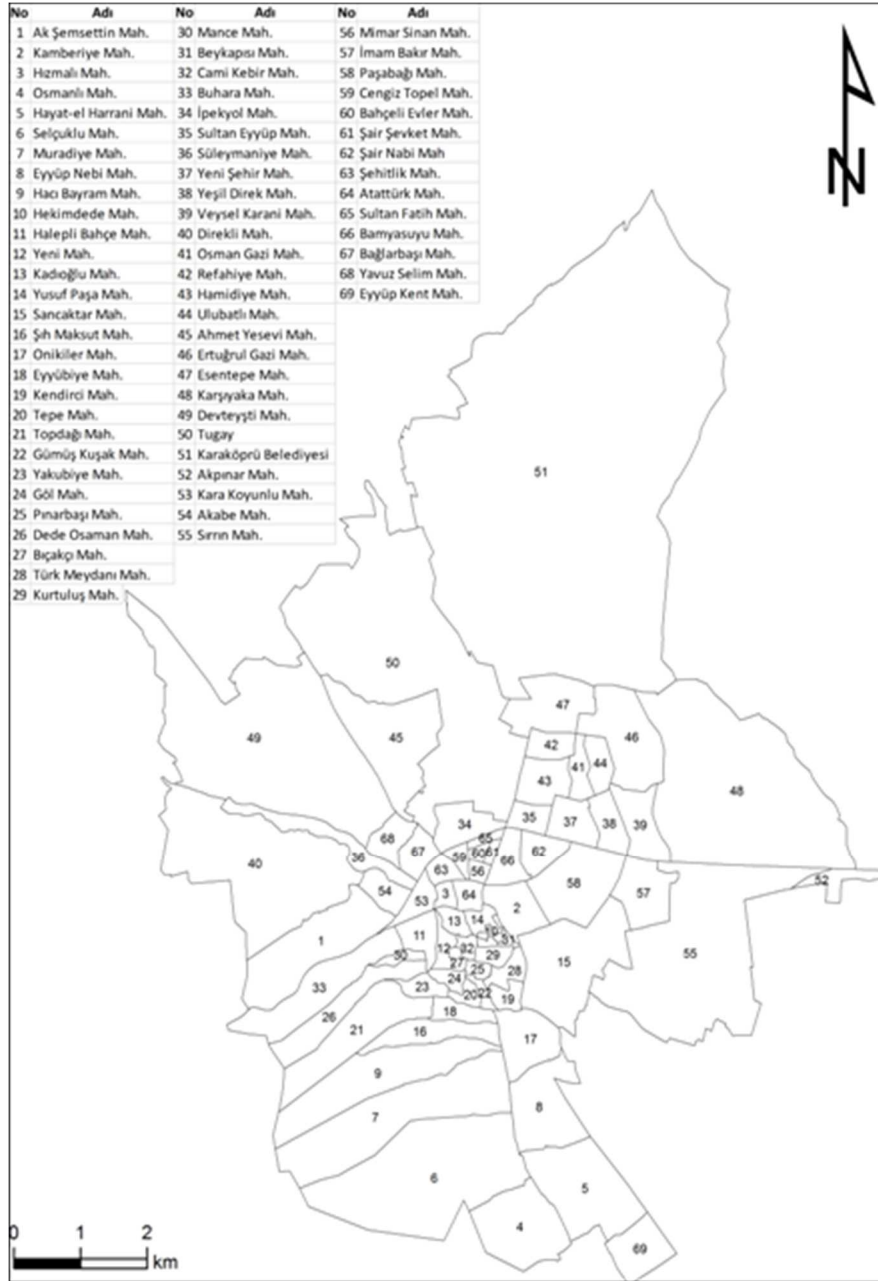 No Adı
1 Ak Şemsettin Mah.
2 Kamberiye Mah.
3 Hızmalı Mah.
4 Osmanlı Mah.
5 Hayat-el Harrani Mah.
6 Selçuklu Mah.
7 Muradiye Mah.
8 Eyyüp Nebi Mah.
9 Hacı Bayram Mah.
10 Hekimdede Mah.
11 Halepli Bahçe Mah.
12 Yeni Mah.
13 Kadıoğlu Mah.
14 Yusuf Paşa Mah.
15 Sancaktar Mah.
16 Şıh Maksut Mah.
17 Onikiler Mah.
18 Eyyübiye Mah.
19 Kendirci Mah.
20 Tepe Mah.
21 Topdağı Mah.
22 Gümüş Kuşak Mah.
23 Yakubiye Mah.
24 Göl Mah.
25 Pınarbaşı Mah.
26 Dede Osaman Mah.
27 Bıçakçı Mah.
28 Türk Meydanı Mah.
29 Kurtuluş Mah.
No Adı
30 Mance Mah.
31 Beykapısı Mah.
32 Cami Kebir Mah.
33 Buhara Mah.
34 İpekyol Mah.
35 Sultan Eyyüp Mah.
36 Süleymaniye Mah.
37 Yeni Şehir Mah.
38 Yeşil Direk Mah.
39 Veysel Karani Mah.
40 Direkli Mah.
41 Osman Gazi Mah.
42 Refahiye Mah.
43 Hamidiye Mah.
44 Ulubatlı Mah.
45 Ahmet Yesevi Mah.
46 Ertuğrul Gazi Mah.
47 Esentepe Mah.
48 Karşıyaka Mah.
49 Devteyşti Mah.
50 Tugay
51 Karaköprü Belediyesi
52 Akpınar Mah.
53 Kara Koyunlu Mah.
54 Akabe Mah.
55 Sırrın Mah.
No Adı
56 Mimar Sinan Mah.
57 İmam Bakır Mah.
58 Paşabağı Mah.
59 Cengiz Topel Mah.
60 Bahçeli Evler Mah.
61 Şair Şevket Mah.
62 Şair Nabi Mah
63 Şehitlik Mah.
64 Atattürk Mah.
65 Sultan Fatih Mah.
66 Bamyasuyu Mah.
67 Bağlarbaşı Mah.
68 Yavuz Selim Mah.
69 Eyyüp Kent Mah.
N
51
50
47
49
45
42
46
41
44
43
48
35
37
38
39
34
65
68
67
36
59
60
61
66
62
40
63
56
58
52
54
57
53
3
64
2
13
14
10
31
1
11
12
32
29
15
55
30
27
25
28
33
23
24
20
22
19
26
18
21
16
17
9
8
7
6
5
4
69
0 1 2
km